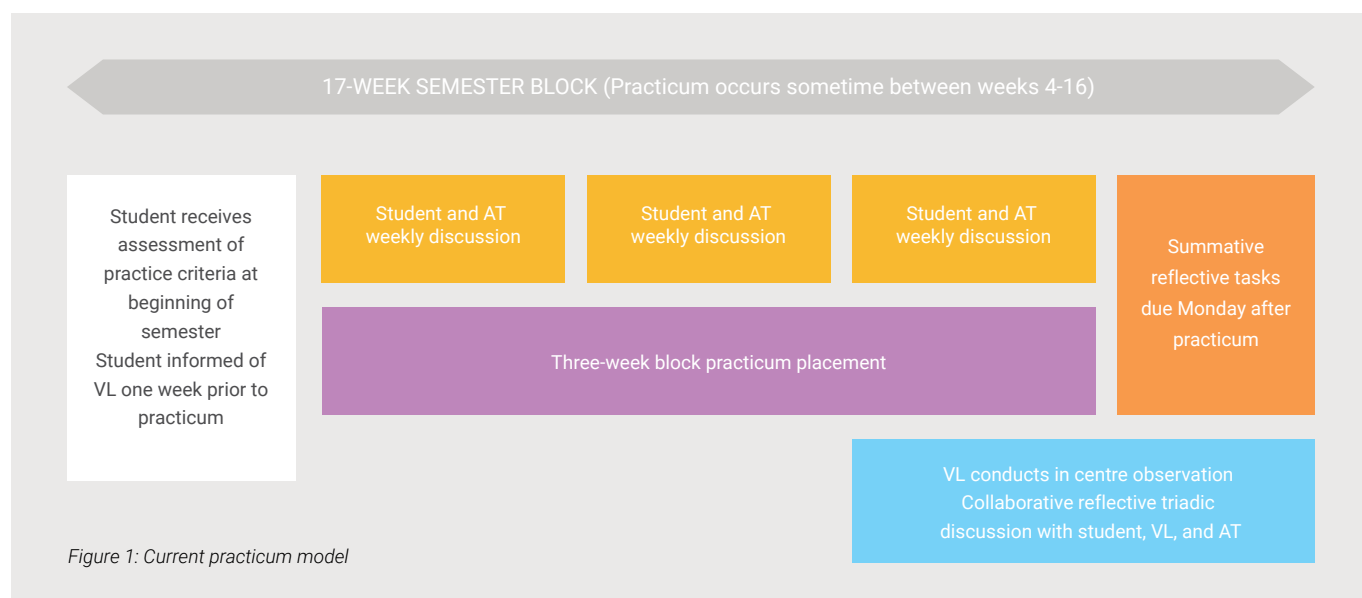 17-WEEK SEMESTER BLOCK (Practicum occurs sometime between weeks 4-16)
Student receives
assessment of
practice criteria at
beginning of
semester
Student informed of
VL one week prior to
practicum
Student and AT
weekly discussion
Student and AT
weekly discussion
Student and AT
weekly discussion
Three-week block practicum placement
Summative
reflective tasks
due Monday after
practicum
VL conducts in centre observation
Collaborative reflective triadic
discussion with student, VL, and AT
Figure 1: Current practicum model